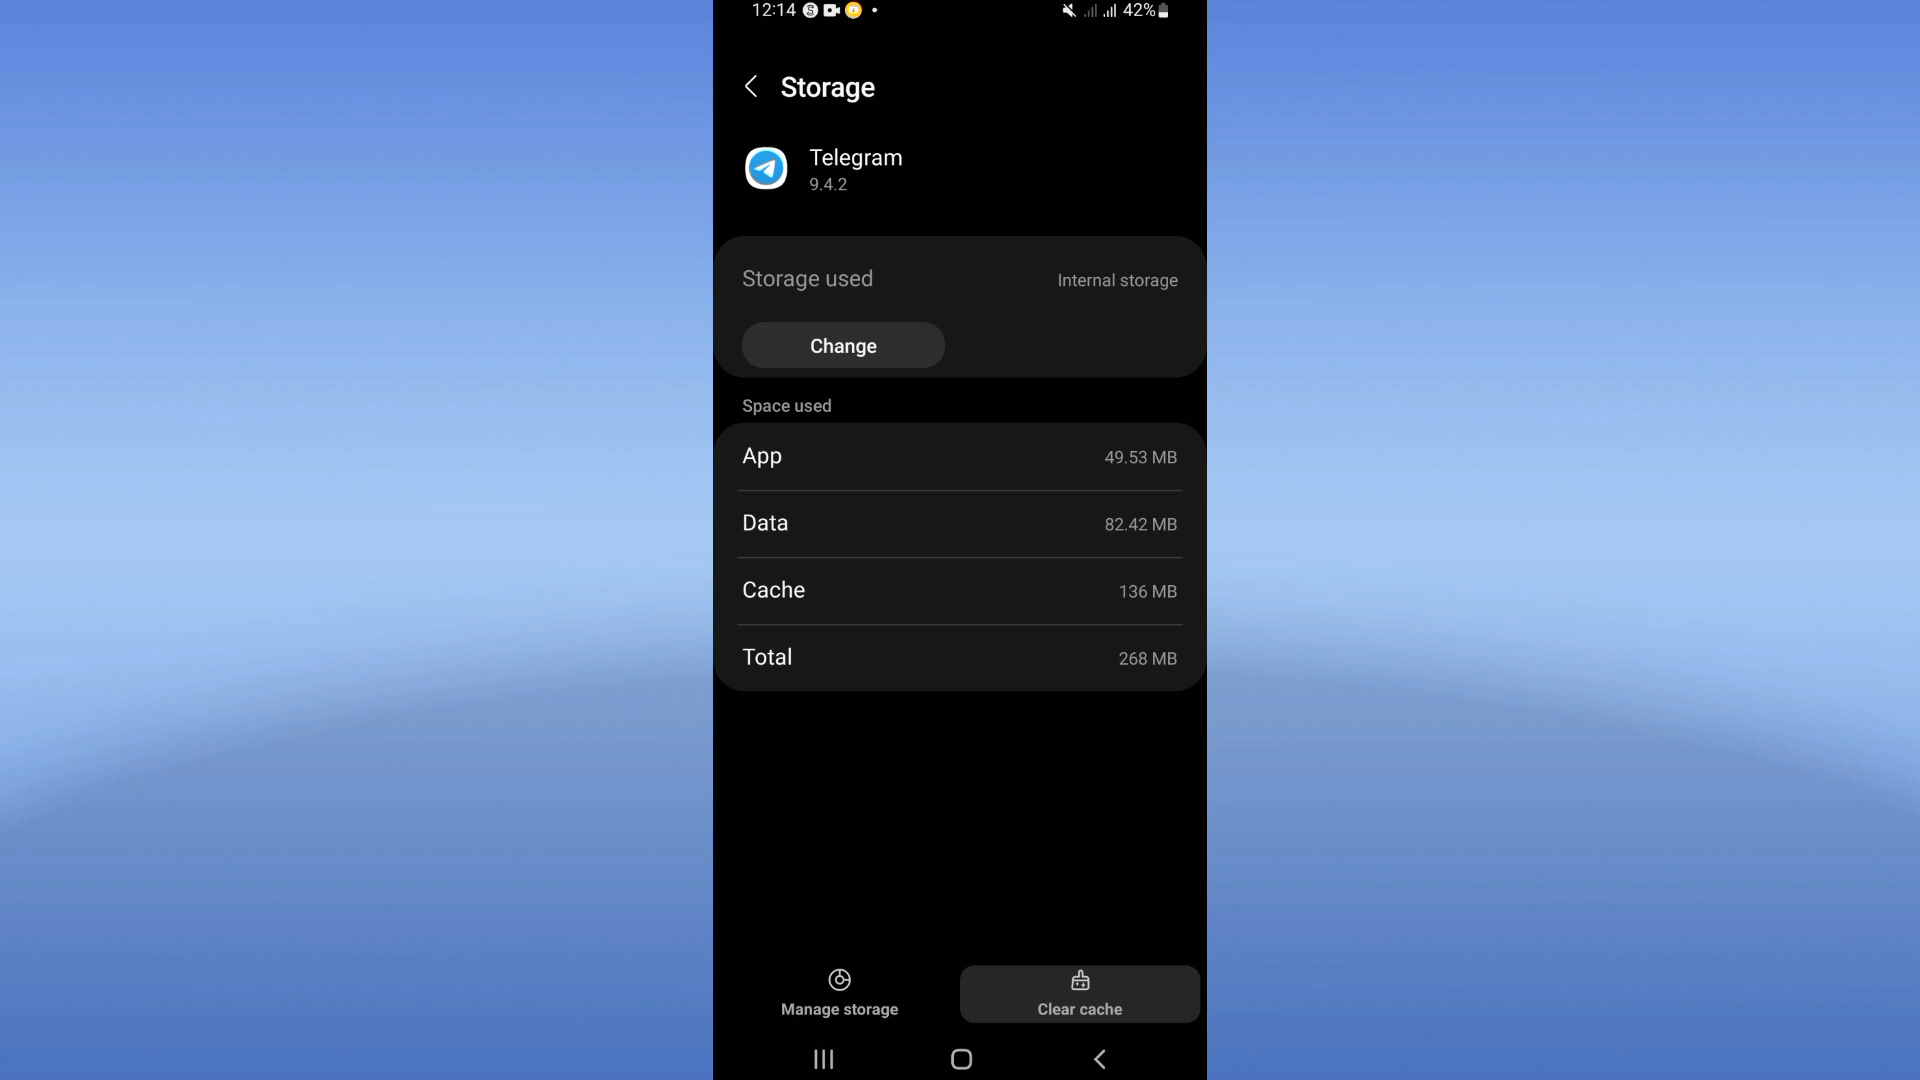 12:14 42%
Storage
Telegram
9.4.2
Storage used Internal storage
Change
Space used
App 49.53 MB
Data 82.42 MB
Cache 136 MB
Total 268 MB
Manage storage Clear cache